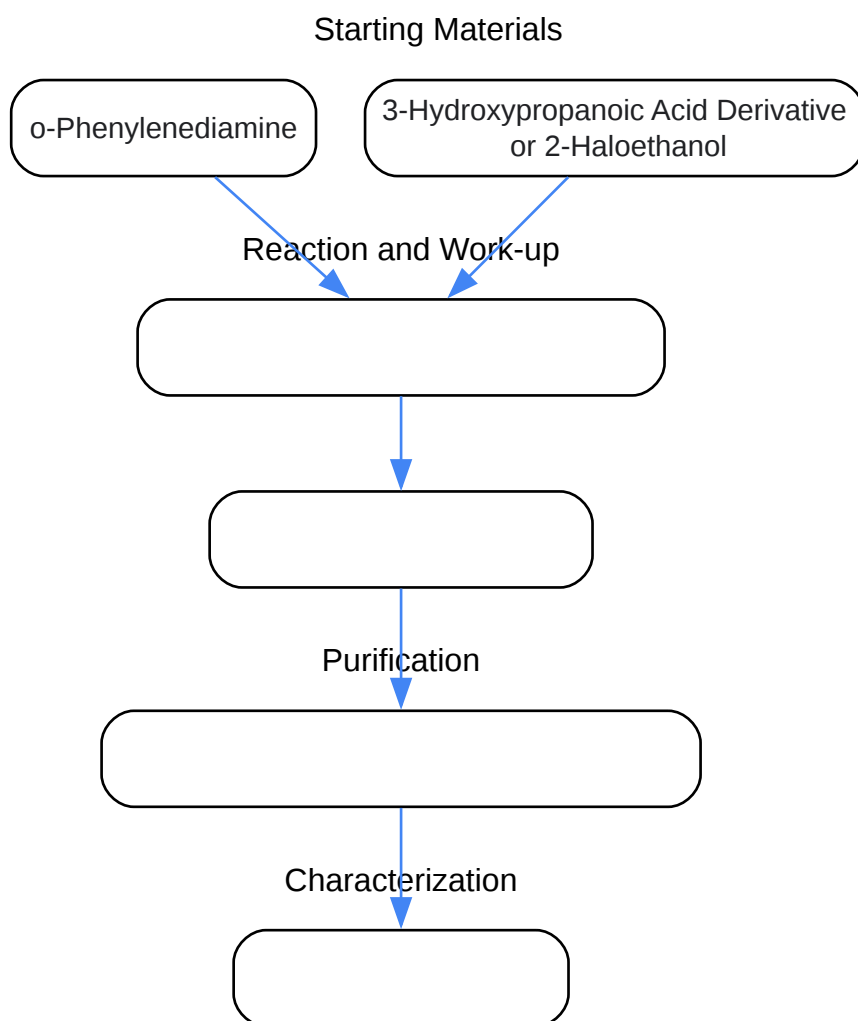 Starting Materials
o-Phenylenediamine
3-Hydroxypropanoic Acid Derivative
or 2-Haloethanol
Reaction and Work-up
Purification
Characterization